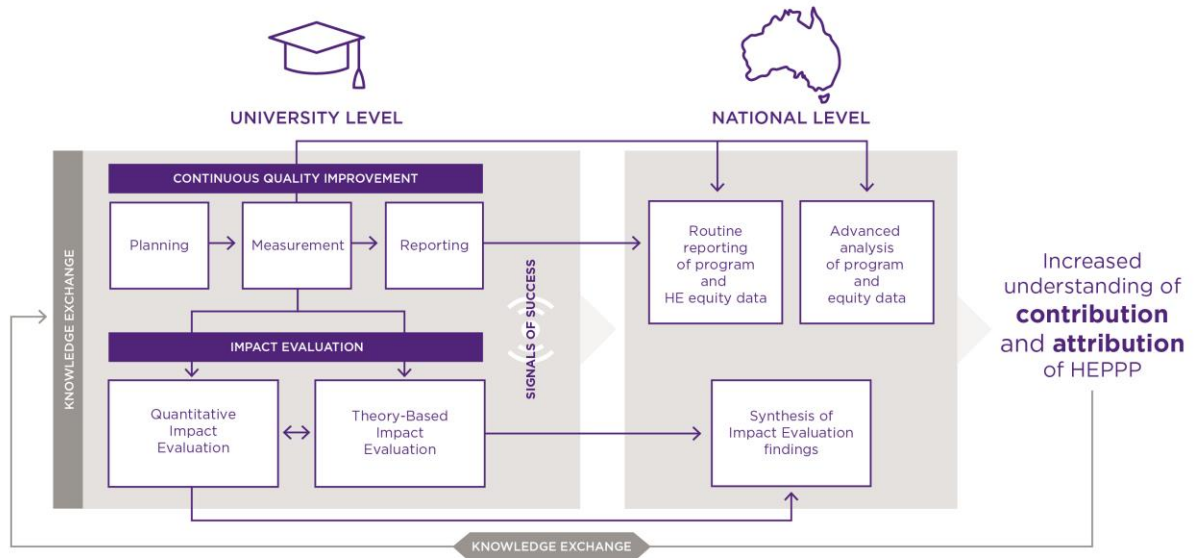 UNIVERSITY LEVEL
NATIONAL LEVEL
KNOWLEDGE EXCHANGE
CONTINUOUS QUALITY IMPROVEMENT
Planning
Measurement
Reporting
IMPACT EVALUATION
Quantitative
Impact
Evaluation
Theory-Based
Impact
Evaluation
SIGNALS OF SUCCESS
Routine
reporting
of program
and
HE equity data
Advanced
analysis
of program
and
equity data
Synthesis of
Impact Evaluation
findings
Increased
understanding of
contribution
and attribution
of HEPPP
KNOWLEDGE EXCHANGE